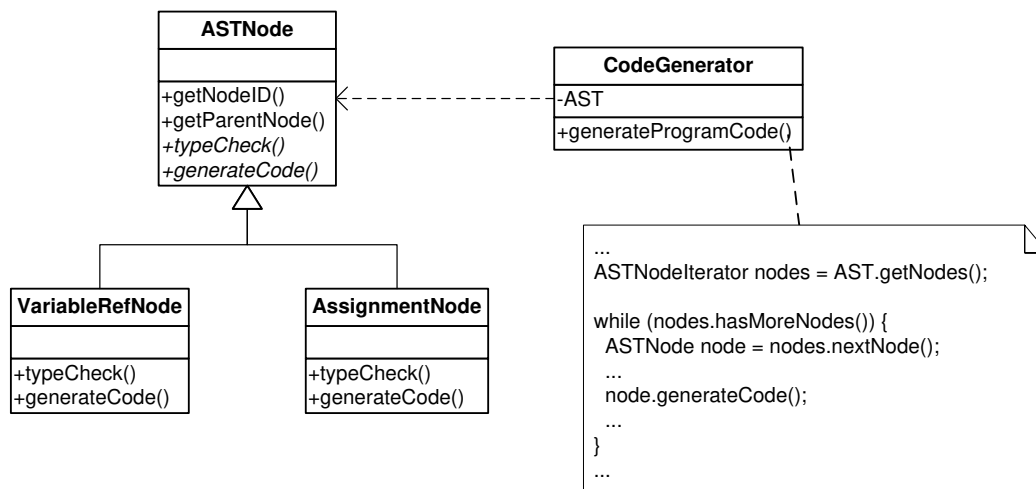 ASTNode
+getNodeID()
+getParentNode()
+typeCheck()
+generateCode()
CodeGenerator
-AST
+generateProgramCode()
VariableRefNode
+typeCheck()
+generateCode()
AssignmentNode
+typeCheck()
+generateCode()
...
ASTNodeIterator nodes = AST.getNodes();
while (nodes.hasMoreNodes()) {
ASTNode node = nodes.nextNode();
...
node.generateCode();
...
}
...